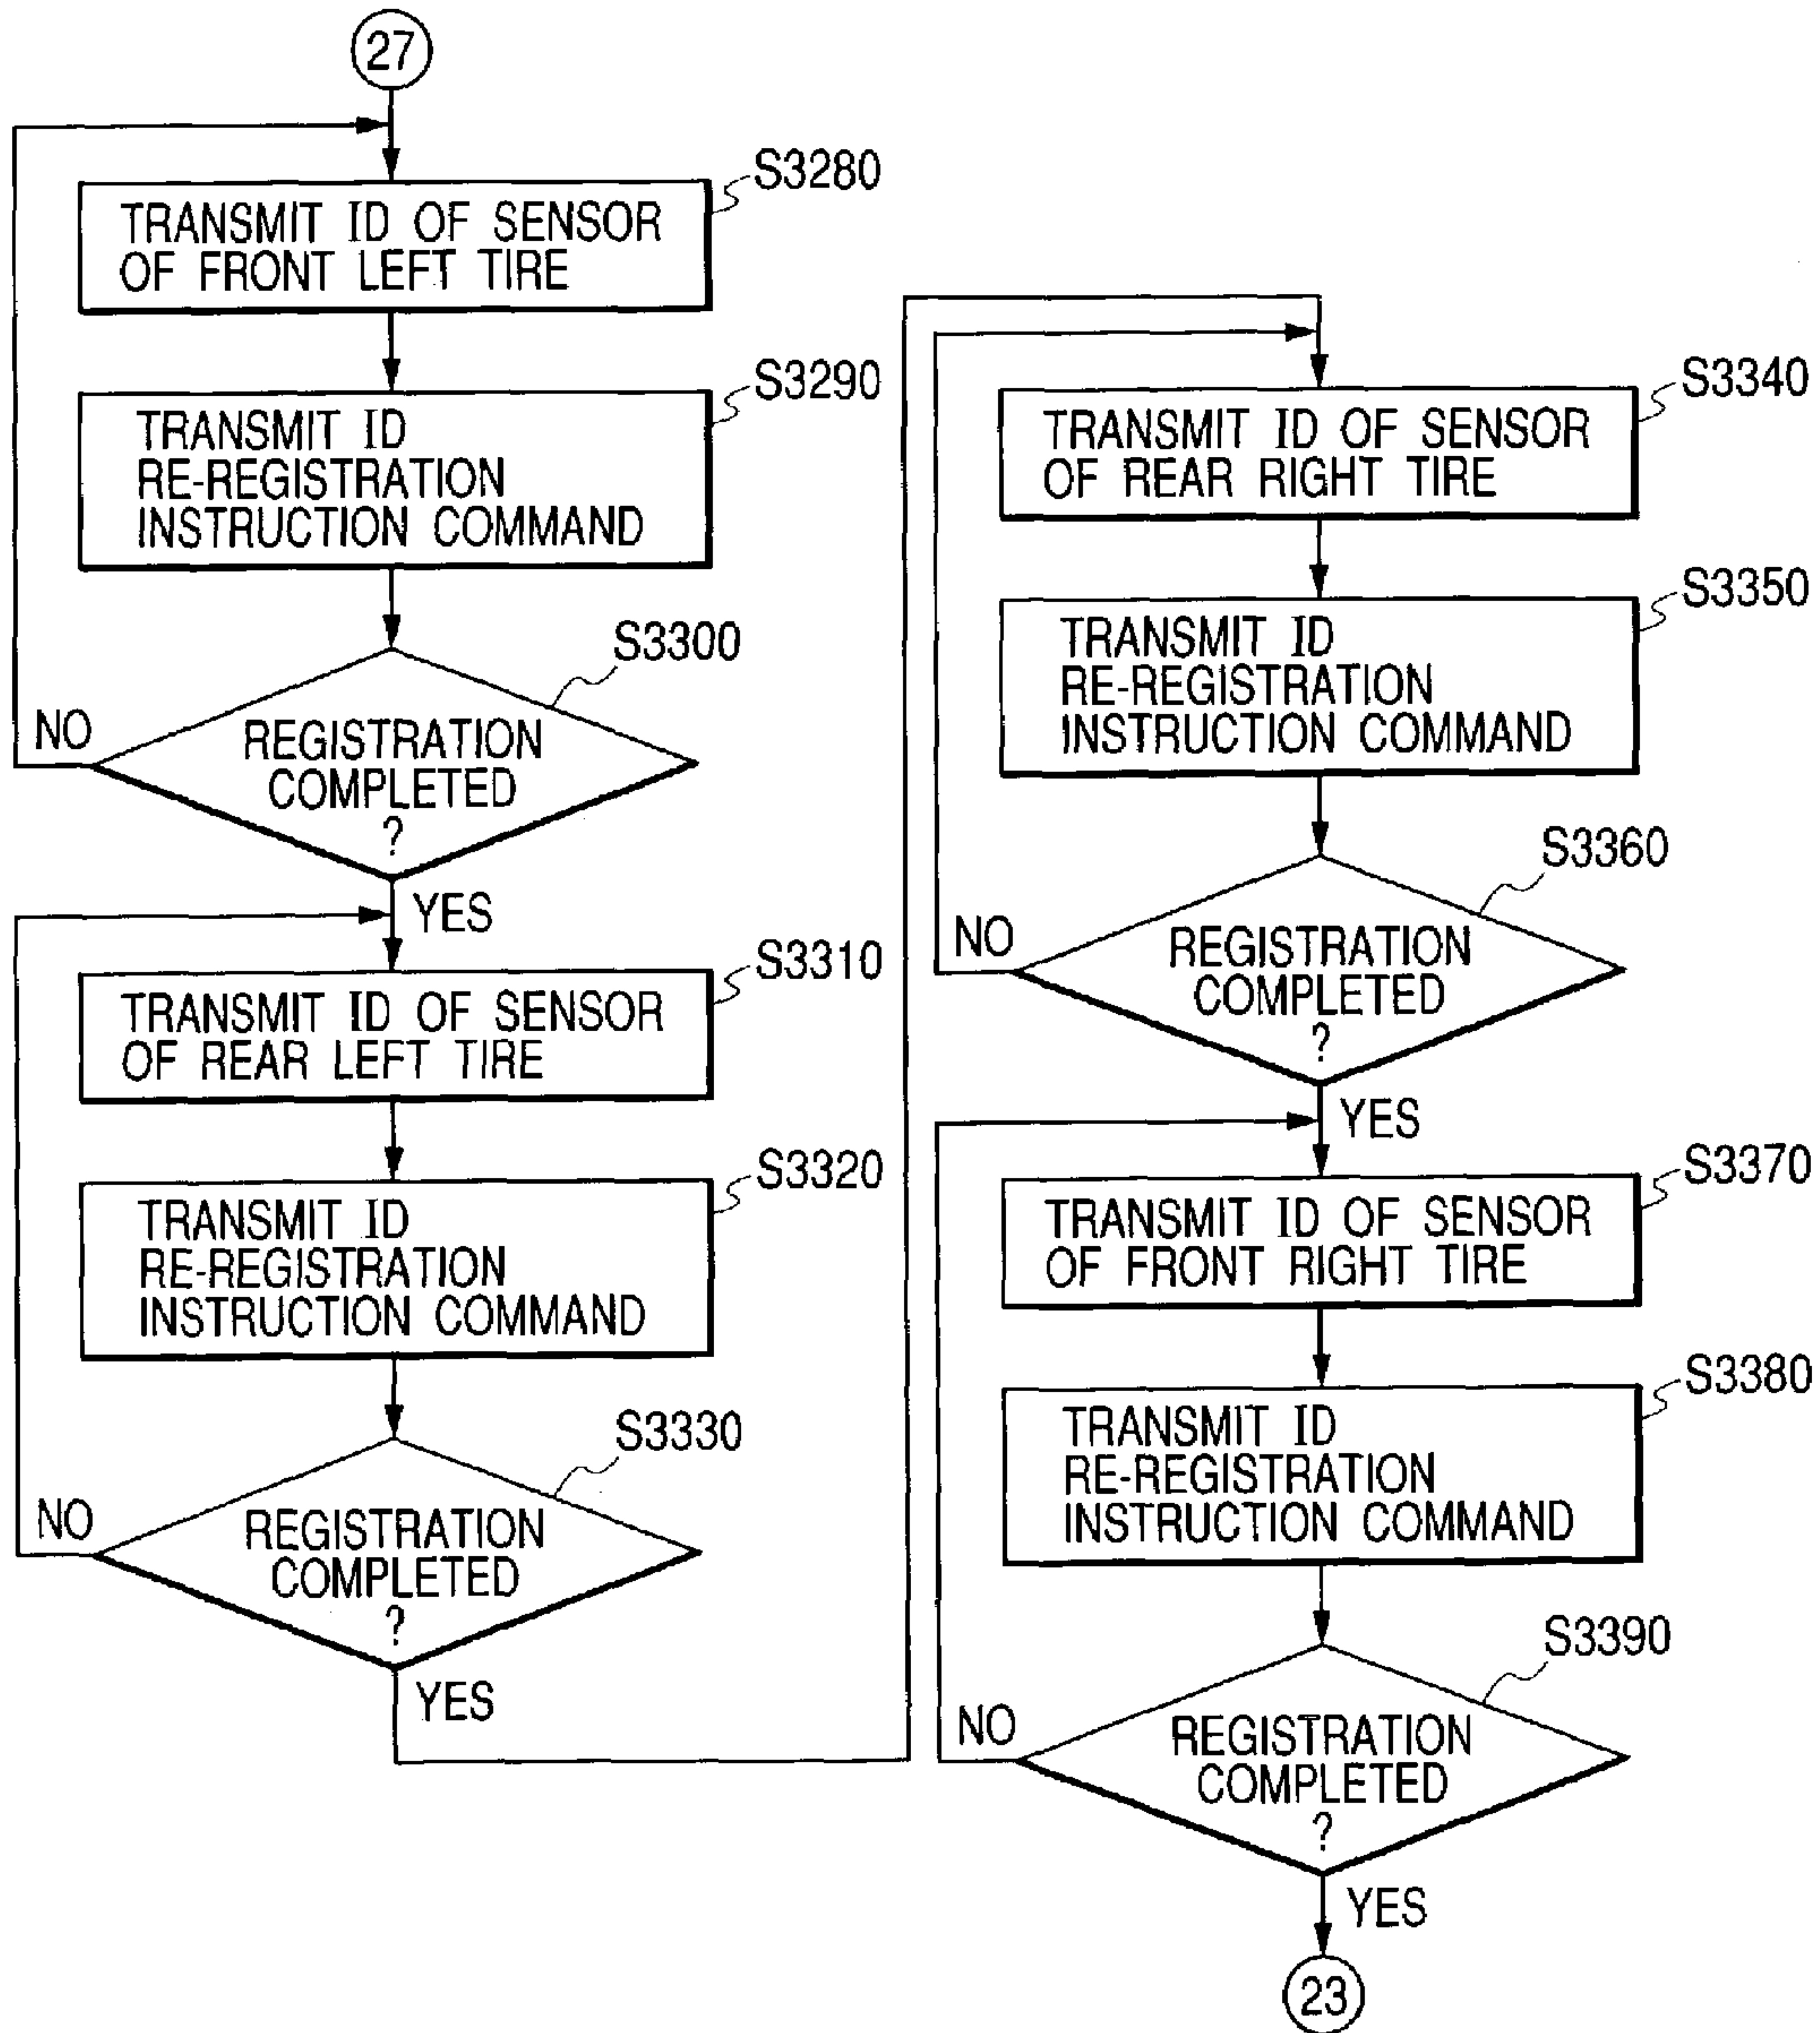 27
S3280
TRANSMIT ID OF SENSOR
OF FRONT LEFT TIRE
S3290
TRANSMIT ID
RE-REGISTRATION
INSTRUCTION COMMAND
S3300
NO
REGISTRATION
COMPLETED
?
YES
S3310
TRANSMIT ID OF SENSOR
OF REAR LEFT TIRE
S3320
TRANSMIT ID
RE-REGISTRATION
INSTRUCTION COMMAND
S3330
NO
REGISTRATION
COMPLETED
?
YES
S3340
TRANSMIT ID OF SENSOR
OF REAR RIGHT TIRE
S3350
TRANSMIT ID
RE-REGISTRATION
INSTRUCTION COMMAND
S3360
NO
REGISTRATION
COMPLETED
?
YES
S3370
TRANSMIT ID OF SENSOR
OF FRONT RIGHT TIRE
S3380
TRANSMIT ID
RE-REGISTRATION
INSTRUCTION COMMAND
S3390
NO
REGISTRATION
COMPLETED
?
YES
23